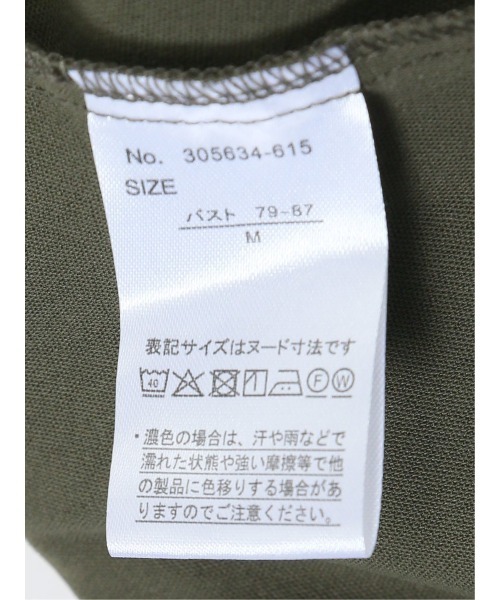 No. 305634-615
SIZE
バスト 79-87
M
表記サイズはヌード寸法です
40 F W
・濃色の場合は、汗や雨などで
濡れた状態や強い摩擦等で他
の製品に色移りする場合があ
りますのでご注意ください。